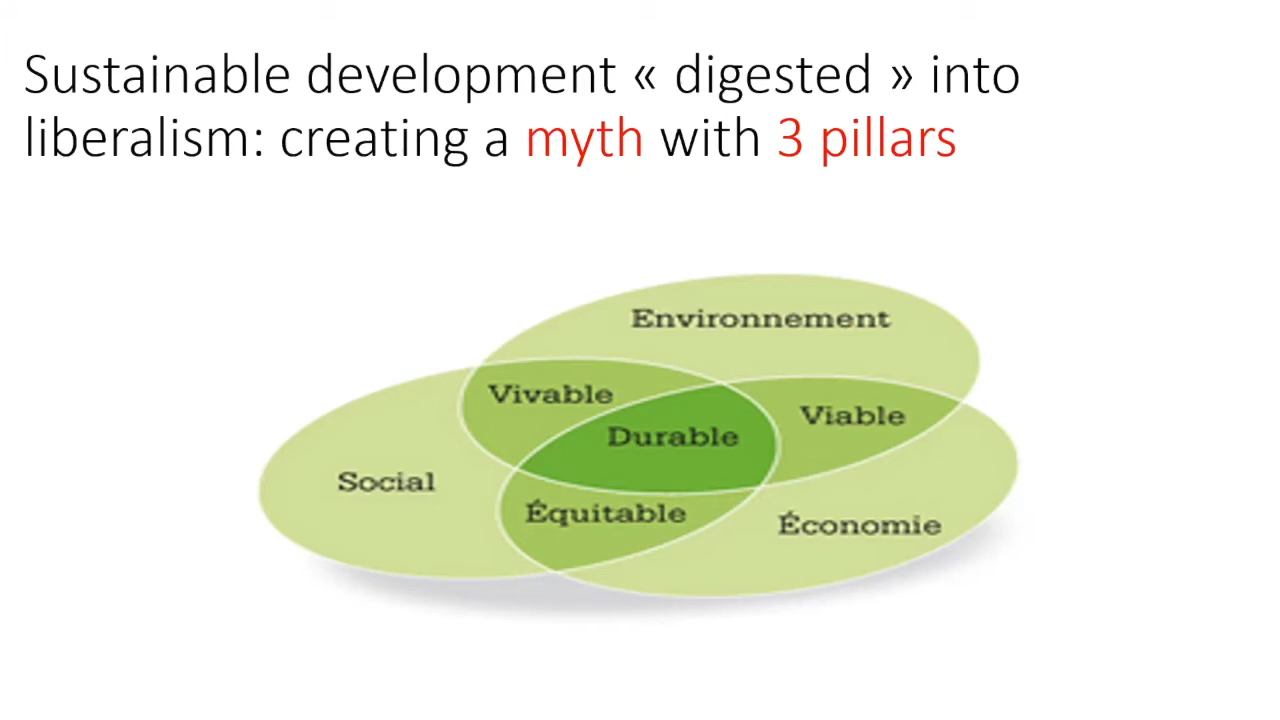 Sustainable development « digested » into
liberalism: creating a myth with 3 pillars
Environnement
Vivable
Viable
Durable
Social
Équitable
Économie